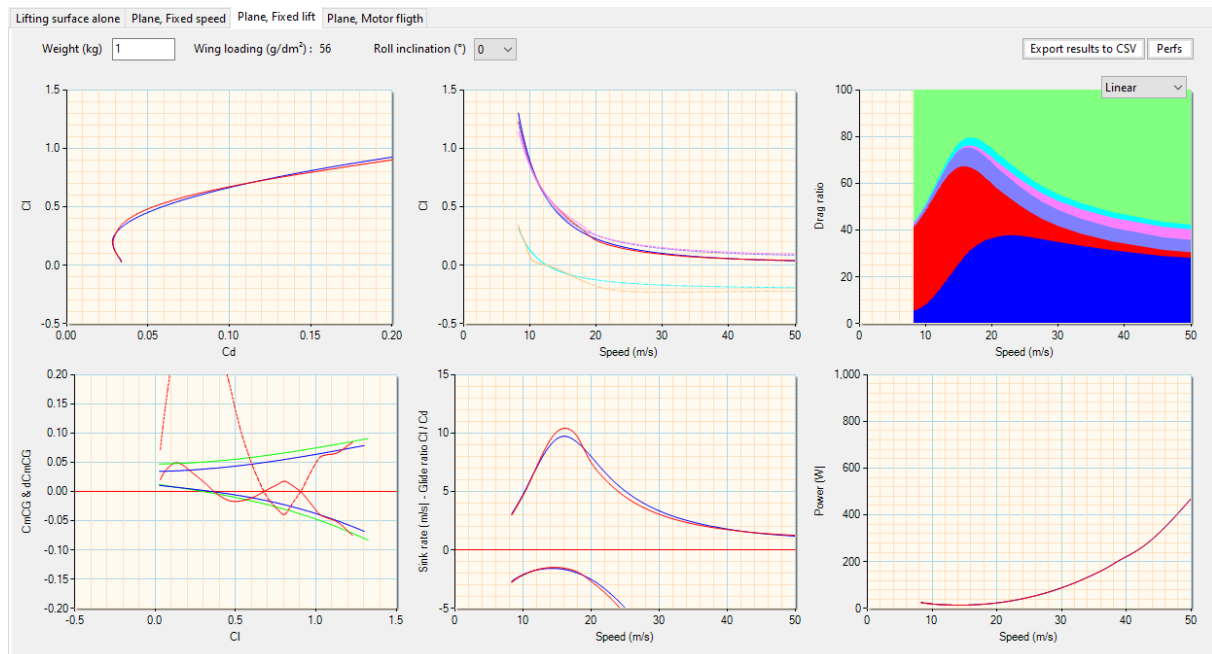 Lifting surface alone Plane, Fixed speed Plane, Fixed lift Plane, Motor fligth
Weight (kg) 1 Wing loading (g/dm²) : 56 Roll inclination (°) 0 Export results to CSV Perfs
Linear
1.5
1.0
0.5
0.0
-0.5
Cl
0.00 0.05 0.10 0.15 0.20
Cd
1.5
1.0
0.5
0.0
-0.5
Cl
0 10 20 30 40 50
Speed (m/s)
100
80
60
40
20
0
Drag ratio
0 10 20 30 40 50
Speed (m/s)
0.20
0.15
0.10
0.05
0.00
-0.05
-0.10
-0.15
-0.20
CmCG & dCmCG
-0.5 0.0 0.5 1.0 1.5
Cl
15
10
5
0
-5
Sink rate [m/s] - Glide ratio Cl / Cd
0 10 20 30 40 50
Speed (m/s)
1,000
800
600
400
200
0
Power [W]
0 10 20 30 40 50
Speed (m/s)